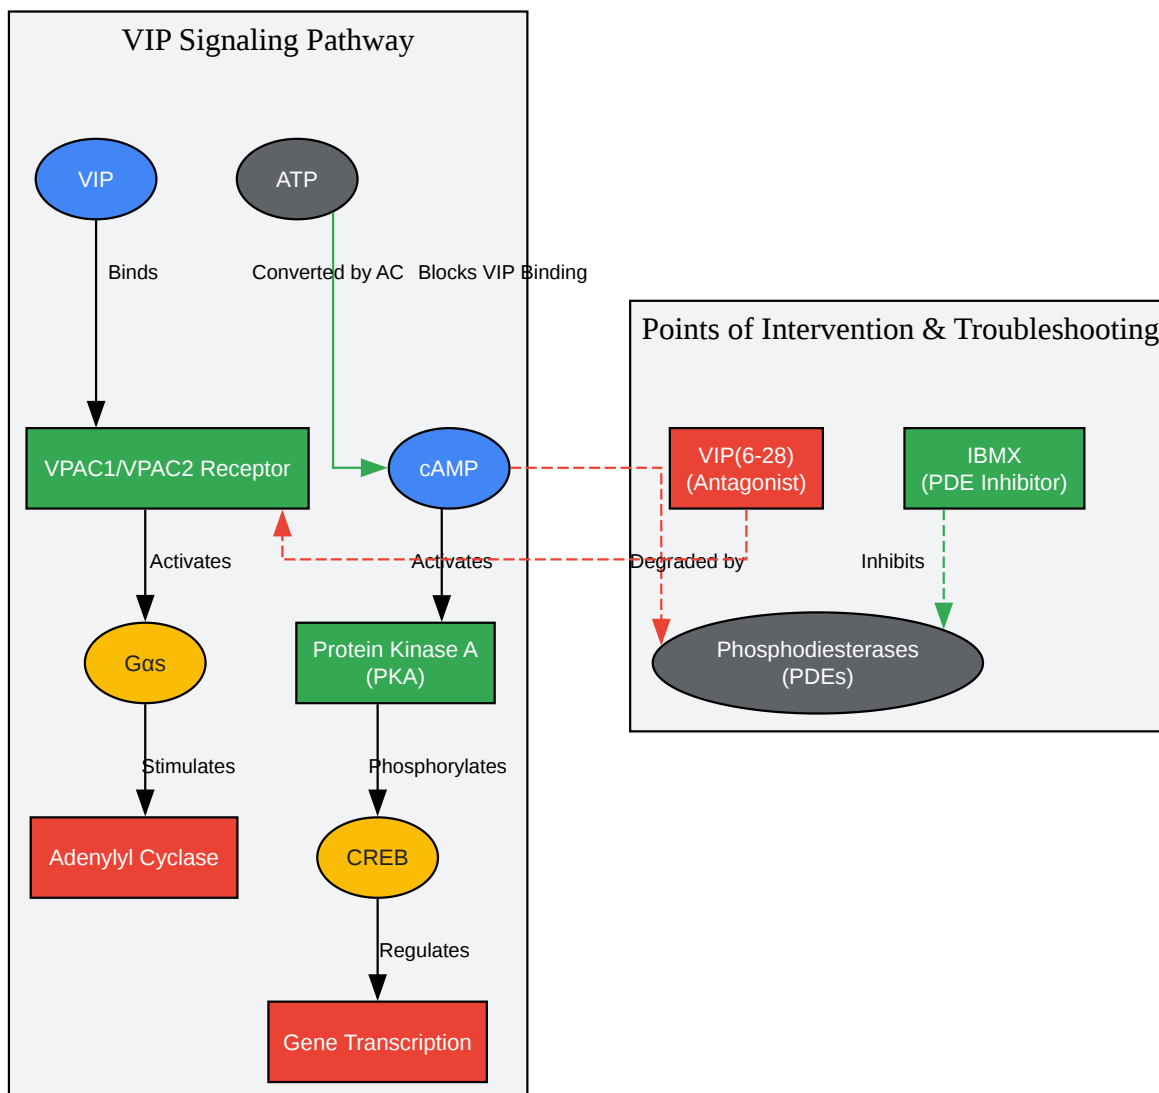 VIP Signaling Pathway
VIP
ATP
Binds
Converted by AC
Blocks VIP Binding
Points of Intervention & Troubleshooting
VPAC1/VPAC2 Receptor
cAMP
VIP(6-28)
(Antagonist)
IBMX
(PDE Inhibitor)
Activates
Activates
Degraded by
Inhibits
Gαs
Protein Kinase A
(PKA)
Phosphodiesterases
(PDEs)
Stimulates
Phosphorylates
Adenylyl Cyclase
CREB
Regulates
Gene Transcription